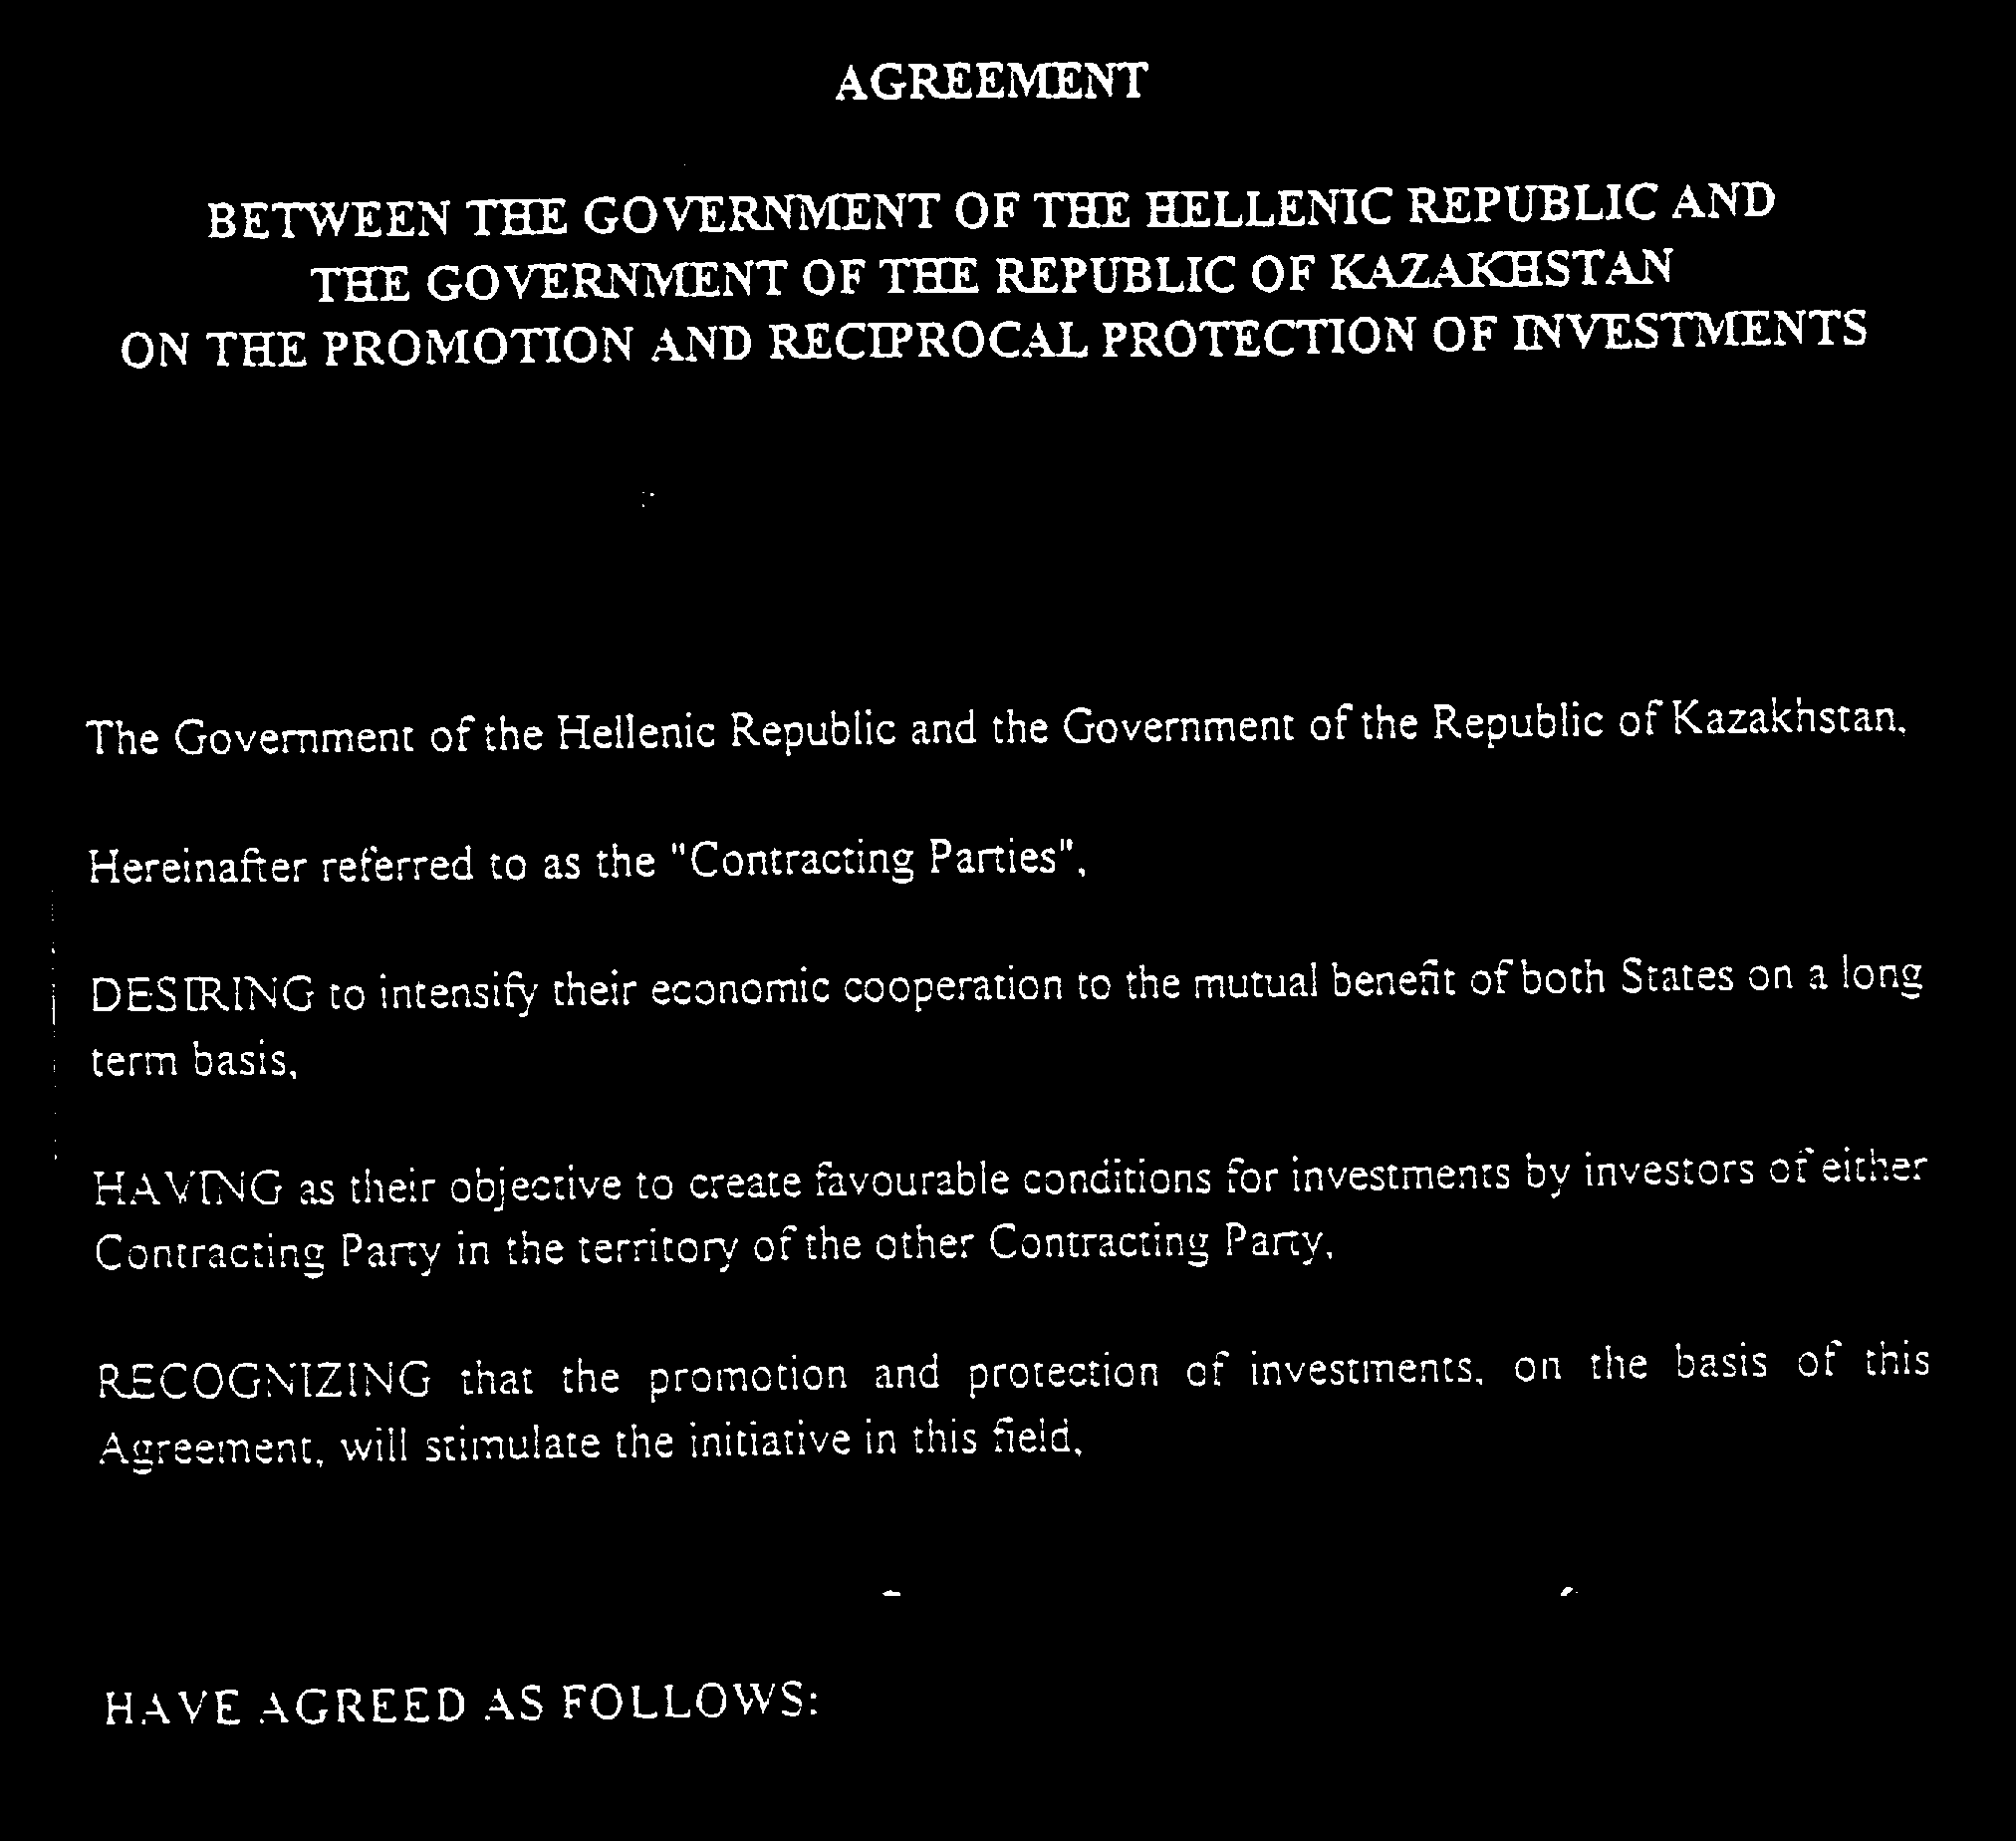 AGREEMENT
BETWEEN THE GOVERNMENT OF THE HELLENIC REPUBLIC AND
THE GOVERNMENT OF THE REPUBLIC OF KAZAKHSTAN
ON THE PROMOTION AND RECIPROCAL PROTECTION OF INVESTMENTS
The Government of the Hellenic Republic and the Government of the Republic of Kazakhstan,
Hereinafter referred to as the "Contracting Parties",
DESIRING to intensify their economic cooperation to the mutual benefit of both States on a long
term basis,
HAVING as their objective to create favourable conditions for investments by investors of either
Contracting Party in the territory of the other Contracting Party,
RECOGNIZING that the promotion and protection of investments, on the basis of this
Agreement, will stimulate the initiative in this field,
HAVE AGREED AS FOLLOWS: